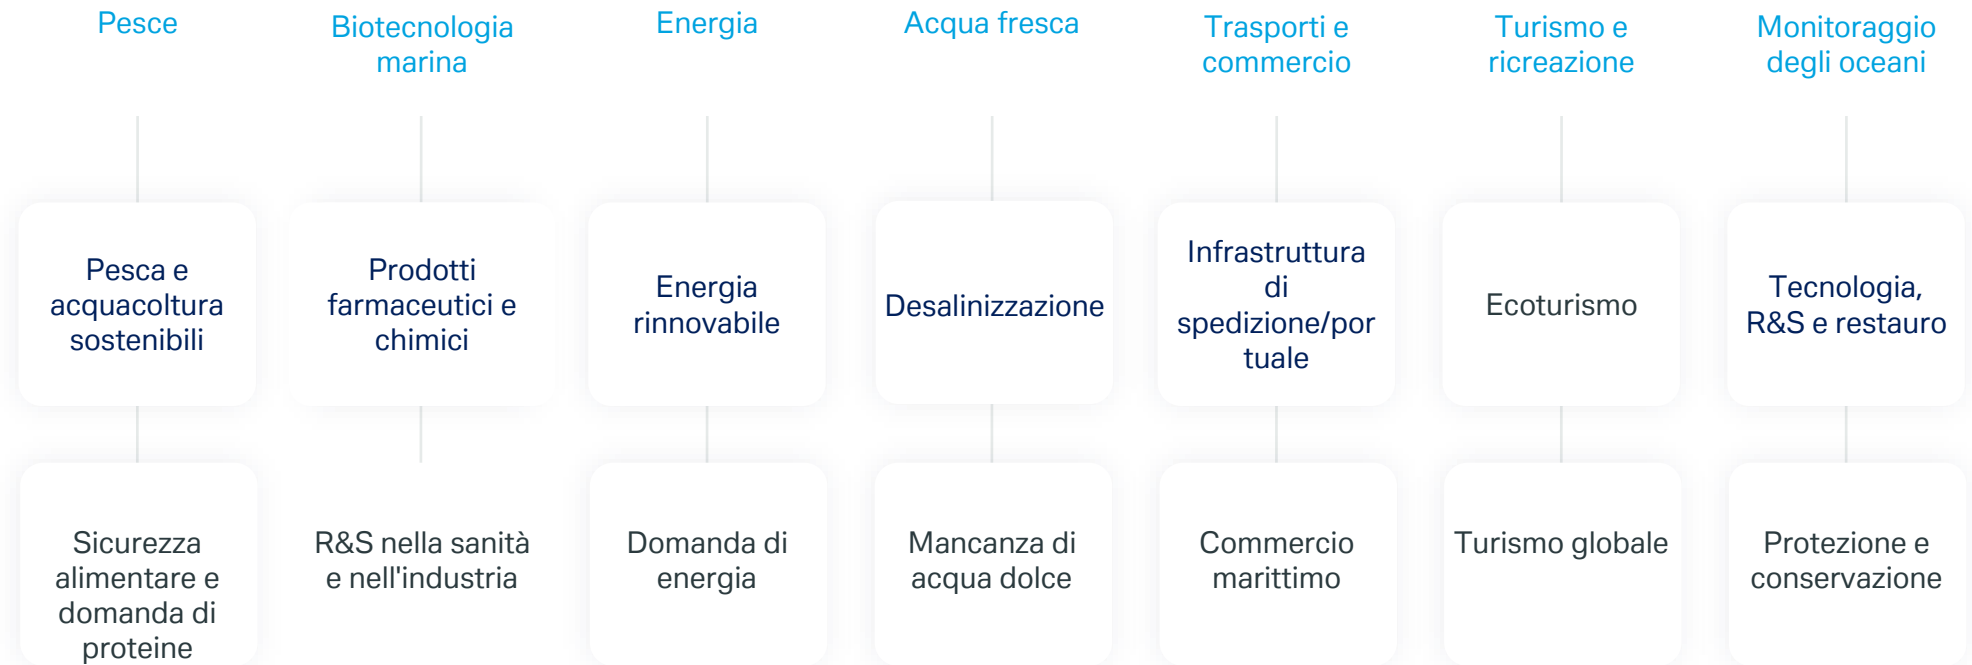 Pesce
Biotecnologia
marina
Energia
Acqua fresca
Trasporti e
commercio
Turismo e
ricreazione
Monitoraggio
degli oceani
Pesca e
acquacoltura
sostenibili
Prodotti
farmaceutici e
chimici
Energia
rinnovabile
Desalinizzazione
Infrastruttura
di
spedizione/por
tuale
Ecoturismo
Tecnologia,
R&S e restauro
Sicurezza
alimentare e
domanda di
proteine
R&S nella sanità
e nell'industria
Domanda di
energia
Mancanza di
acqua dolce
Commercio
marittimo
Turismo globale
Protezione e
conservazione